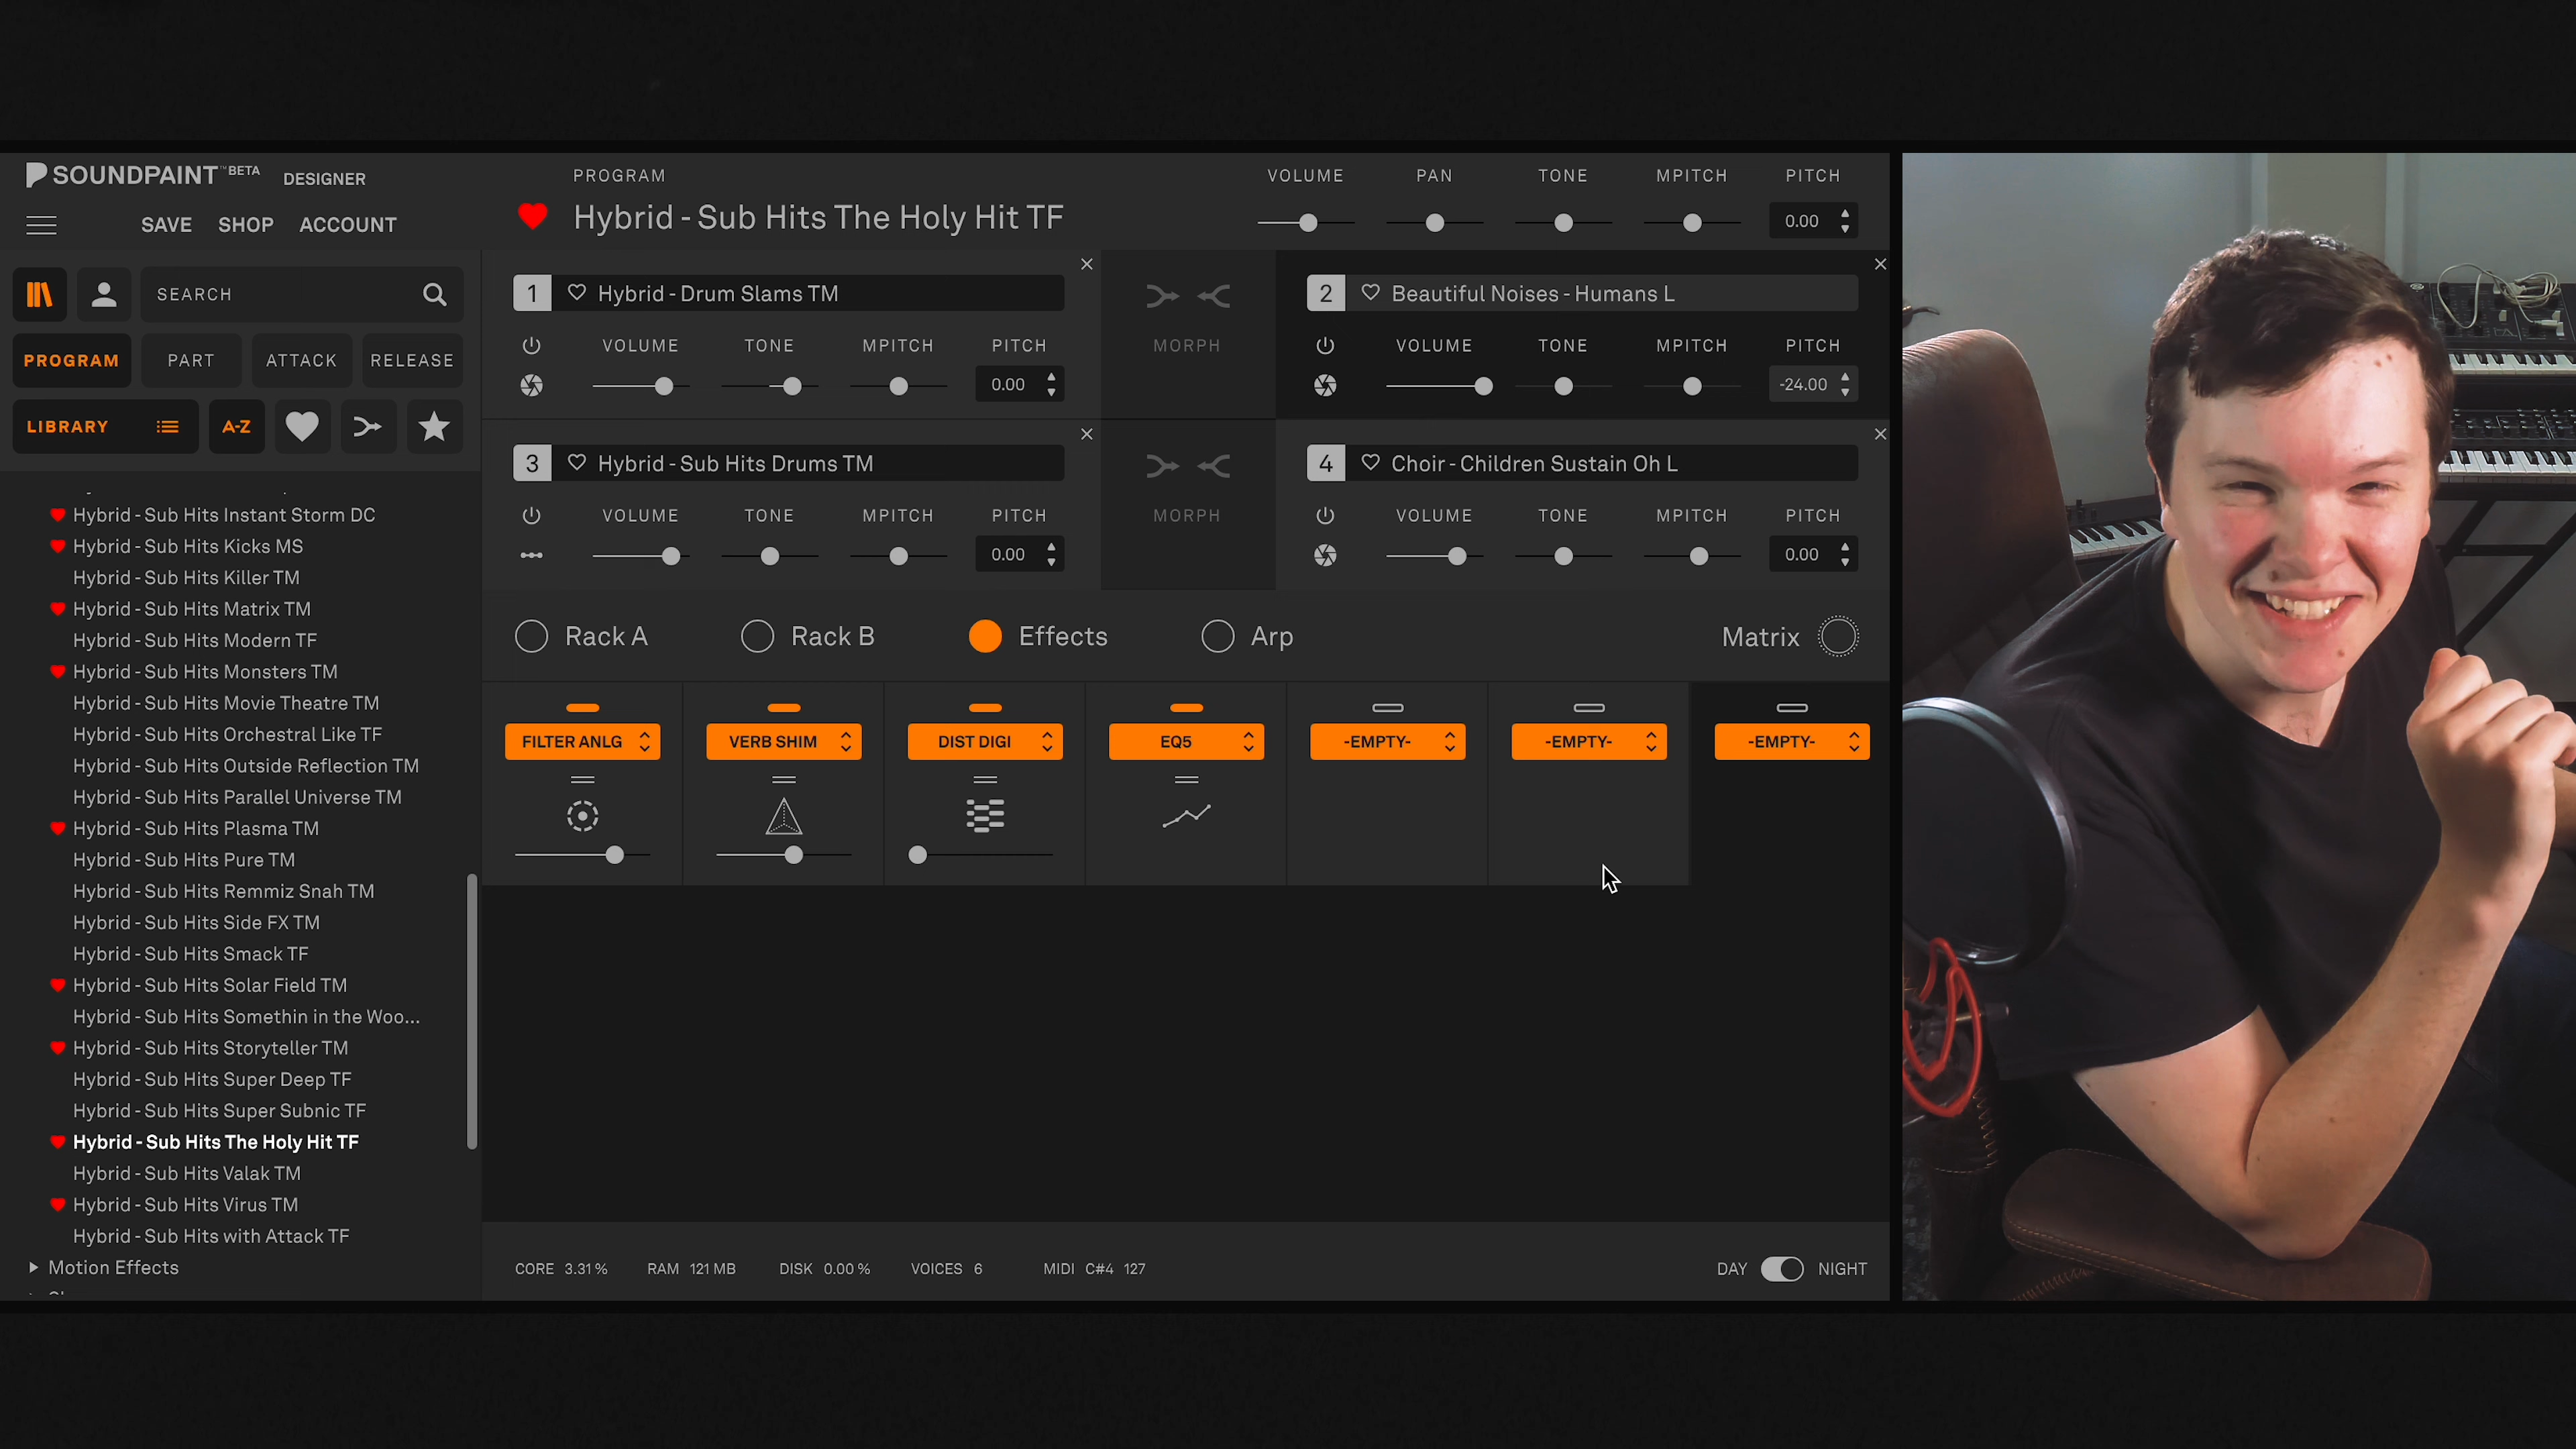 SOUNDPAINT™ BETA DESIGNER
SAVE SHOP ACCOUNT
SEARCH
PROGRAM PART ATTACK RELEASE
LIBRARY A-Z
Hybrid - Sub Hits Instant Storm DC
Hybrid - Sub Hits Kicks MS
Hybrid - Sub Hits Killer TM
Hybrid - Sub Hits Matrix TM
Hybrid - Sub Hits Modern TF
Hybrid - Sub Hits Monsters TM
Hybrid - Sub Hits Movie Theatre TM
Hybrid - Sub Hits Orchestral Like TF
Hybrid - Sub Hits Outside Reflection TM
Hybrid - Sub Hits Parallel Universe TM
Hybrid - Sub Hits Plasma TM
Hybrid - Sub Hits Pure TM
Hybrid - Sub Hits Remmiz Snah TM
Hybrid - Sub Hits Side FX TM
Hybrid - Sub Hits Smack TF
Hybrid - Sub Hits Solar Field TM
Hybrid - Sub Hits Somethin in the Woo...
Hybrid - Sub Hits Storyteller TM
Hybrid - Sub Hits Super Deep TF
Hybrid - Sub Hits Super Subnic TF
Hybrid - Sub Hits The Holy Hit TF
Hybrid - Sub Hits Valak TM
Hybrid - Sub Hits Virus TM
Hybrid - Sub Hits with Attack TF
Motion Effects
PROGRAM VOLUME PAN TONE MPITCH PITCH
Hybrid - Sub Hits The Holy Hit TF 0.00
1 Hybrid - Drum Slams TM
VOLUME TONE MPITCH PITCH
0.00
MORPH
2 Beautiful Noises - Humans L
VOLUME TONE MPITCH PITCH
-24.00
3 Hybrid - Sub Hits Drums TM
VOLUME TONE MPITCH PITCH
0.00
MORPH
4 Choir - Children Sustain Oh L
VOLUME TONE MPITCH PITCH
0.00
Rack A Rack B Effects Arp Matrix
FILTER ANLG VERB SHIM DIST DIGI EQ5 -EMPTY- -EMPTY- -EMPTY-
CORE 3.31 % RAM 121 MB DISK 0.00 % VOICES 6 MIDI C#4 127 DAY NIGHT